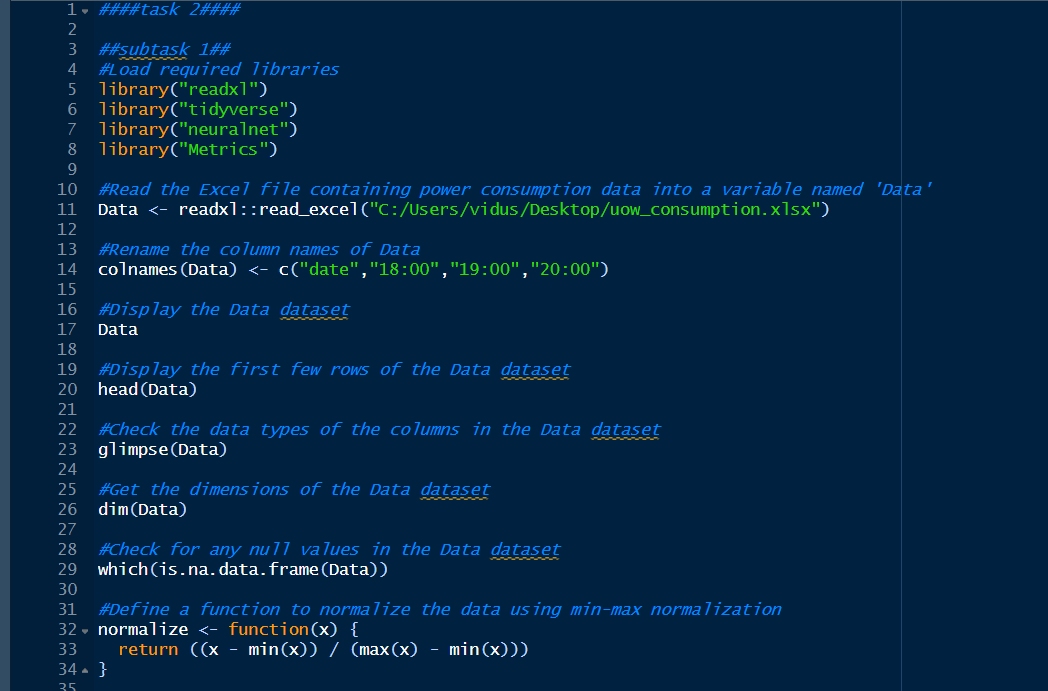 1 ####task 2####
2
3 ##subtask 1##
4 #Load required libraries
5 library("readxl")
6 library("tidyverse")
7 library("neuralnet")
8 library("Metrics")
9
10 #Read the Excel file containing power consumption data into a variable named 'Data'
11 Data <- readxl::read_excel("C:/Users/vidus/Desktop/uow_consumption.xlsx")
12
13 #Rename the column names of Data
14 colnames(Data) <- c("date","18:00","19:00","20:00")
15
16 #Display the Data dataset
17 Data
18
19 #Display the first few rows of the Data dataset
20 head(Data)
21
22 #Check the data types of the columns in the Data dataset
23 glimpse(Data)
24
25 #Get the dimensions of the Data dataset
26 dim(Data)
27
28 #Check for any null values in the Data dataset
29 which(is.na.data.frame(Data))
30
31 #Define a function to normalize the data using min-max normalization
32 normalize <- function(x) {
33   return ((x - min(x)) / (max(x) - min(x)))
34 }
35